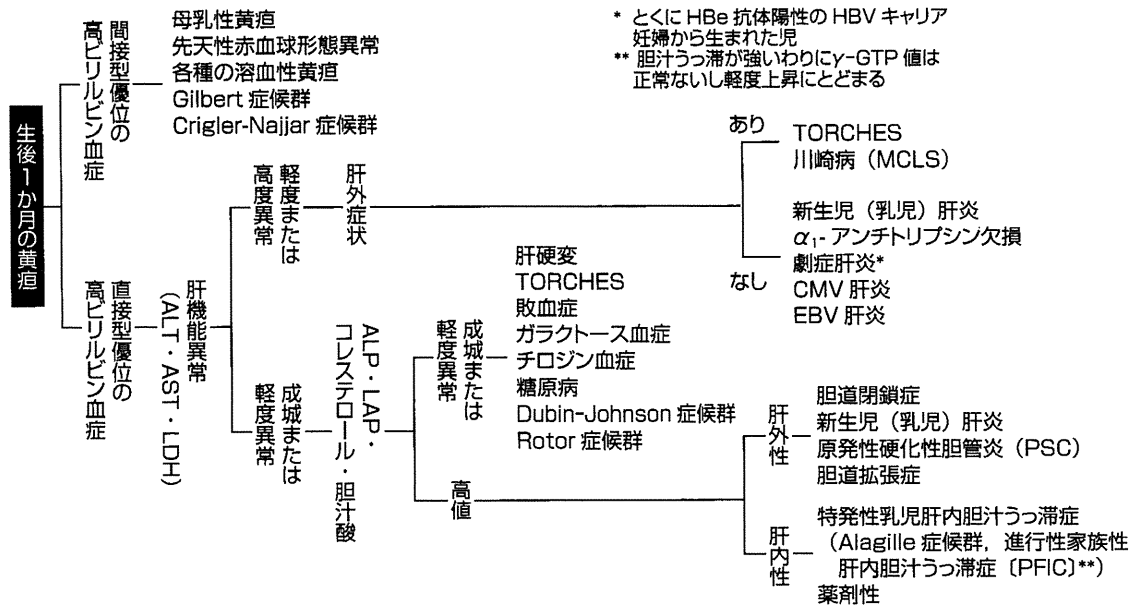 生後1か月の黄疸
間接型優位の
高ビリルビン血症
母乳性黄疸
先天性赤血球形態異常
各種の溶血性黄疸
Gilbert 症候群
Crigler-Najjar 症候群
* とくに HBe 抗体陽性の HBV キャリア
妊婦から生まれた児
** 胆汁うっ滞が強いわりにγ-GTP 値は
正常ないし軽度上昇にとどまる
直接型優位の
高ビリルビン血症
肝機能異常
(ALT・AST・LDH)
軽度または
高度異常
肝外症状
あり
TORCHES
川崎病（MCLS）
なし
新生児（乳児）肝炎
α₁-アンチトリプシン欠損
劇症肝炎*
CMV 肝炎
EBV 肝炎
成城または
軽度異常
ALP・LAP・
コレステロール・胆汁酸
成城または
軽度異常
肝硬変
TORCHES
敗血症
ガラクトース血症
チロジン血症
糖原病
Dubin-Johnson 症候群
Rotor 症候群
高値
肝外性
胆道閉鎖症
新生児（乳児）肝炎
原発性硬化性胆管炎（PSC）
胆道拡張症
肝内性
特発性乳児肝内胆汁うっ滞症
（Alagille 症候群，進行性家族性
肝内胆汁うっ滞症〔PFIC〕**）
薬剤性